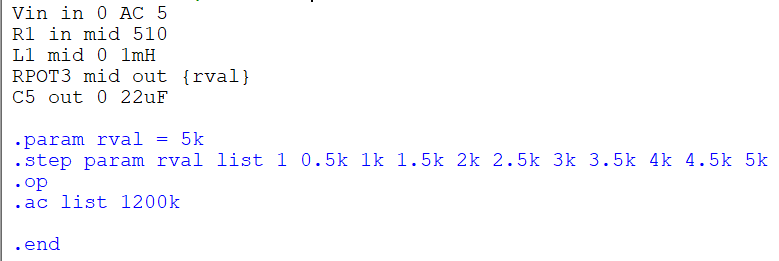 Vin in 0 AC 5
R1 in mid 510
L1 mid 0 1mH
RPOT3 mid out {rval}
C5 out 0 22uF
.param rval = 5k
.step param rval list 1 0.5k 1k 1.5k 2k 2.5k 3k 3.5k 4k 4.5k 5k
.op
.ac list 1200k
.end